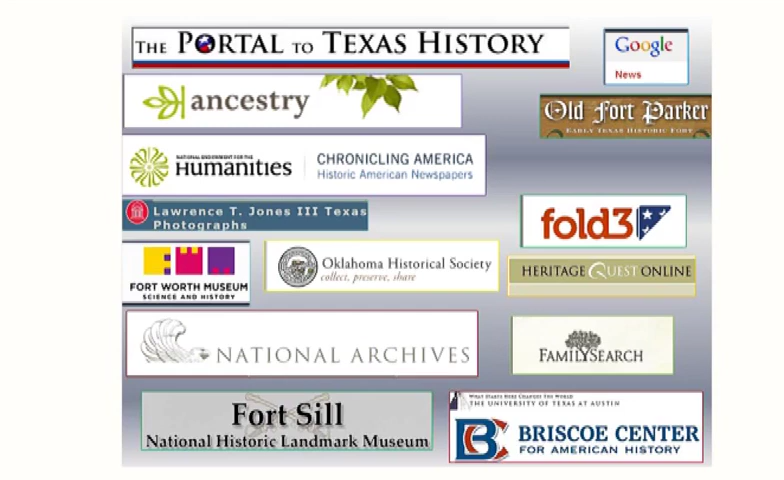 THE PORTAL TO TEXAS HISTORY
Google
News
ancestry
Old Fort Parker
EARLY TEXAS HISTORIC FORT
NATIONAL ENDOWMENT FOR THE
Humanities
CHRONICLING AMERICA
Historic American Newspapers
Lawrence T. Jones III Texas
Photographs
fold3
FORT WORTH MUSEUM
SCIENCE AND HISTORY
Oklahoma Historical Society
collect, preserve, share
HERITAGE QUEST ONLINE
NATIONAL ARCHIVES
FAMILYSEARCH
Fort Sill
National Historic Landmark Museum
WHAT STARTS HERE CHANGES THE WORLD
THE UNIVERSITY OF TEXAS AT AUSTIN
BRISCOE CENTER
FOR AMERICAN HISTORY